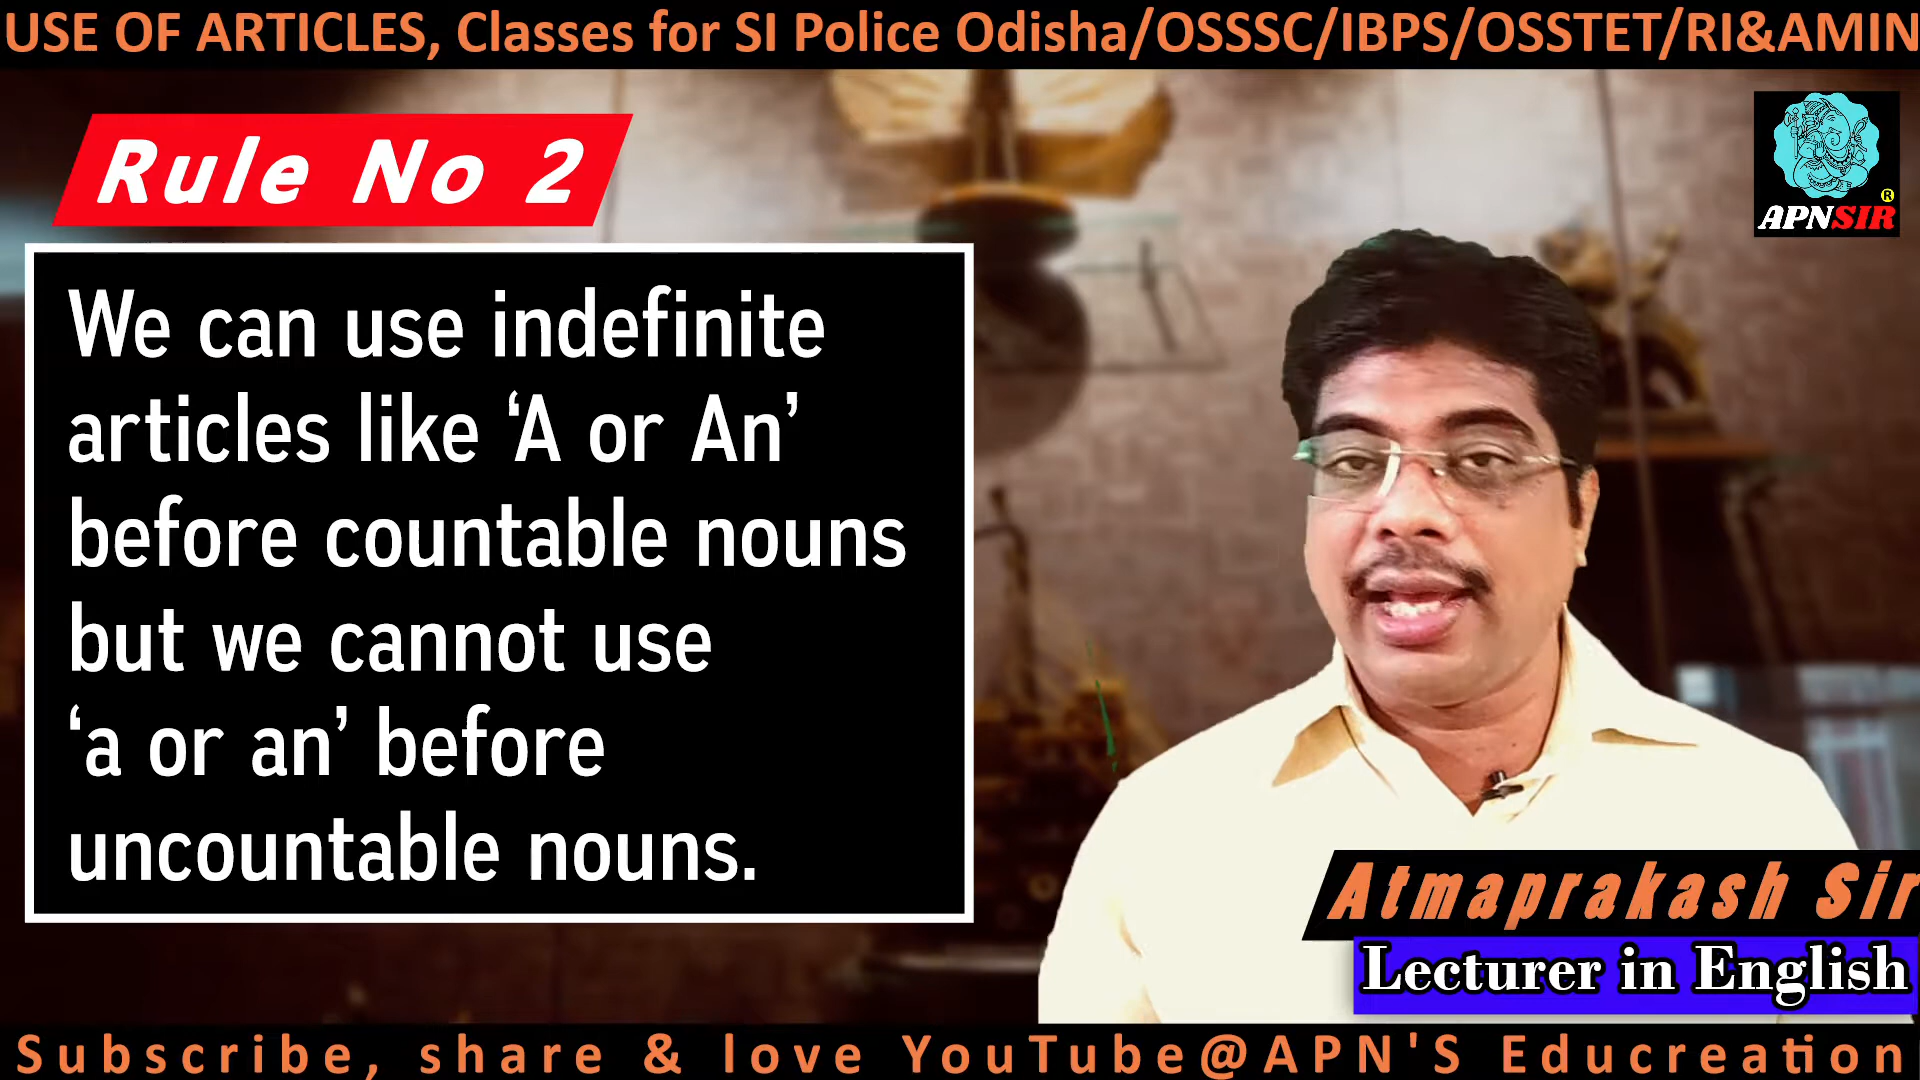 USE OF ARTICLES, Classes for SI Police Odisha/OSSSC/IBPS/OSSTET/RI&AMIN
Rule No 2
APNSIR®
We can use indefinite
articles like ‘A or An’
before countable nouns
but we cannot use
‘a or an’ before
uncountable nouns.
Atmaprakash Sir
Lecturer in English
Subscribe, share & love YouTube@APN'S Educreation